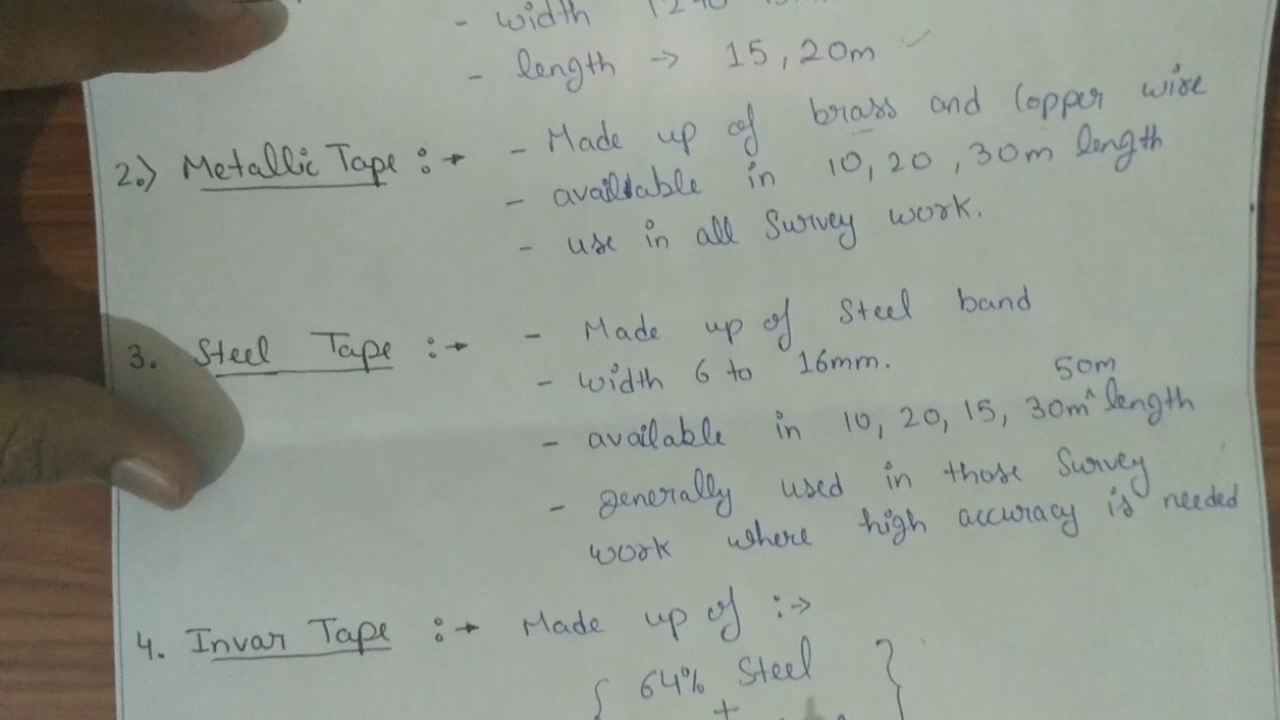 - width
- length → 15, 20m ✓
2.) Metallic Tape :→ - Made up of brass and Copper wire
- available in 10, 20, 30m length
- use in all Survey work.
3. Steel Tape :→ - Made up of Steel band
- width 6 to 16mm.
50m
- available in 10, 20, 15, 30m^ length
- generally used in those Survey
work where high accuracy is needed
4. Invar Tape :→ Made up of :→
{ 64% Steel }
+